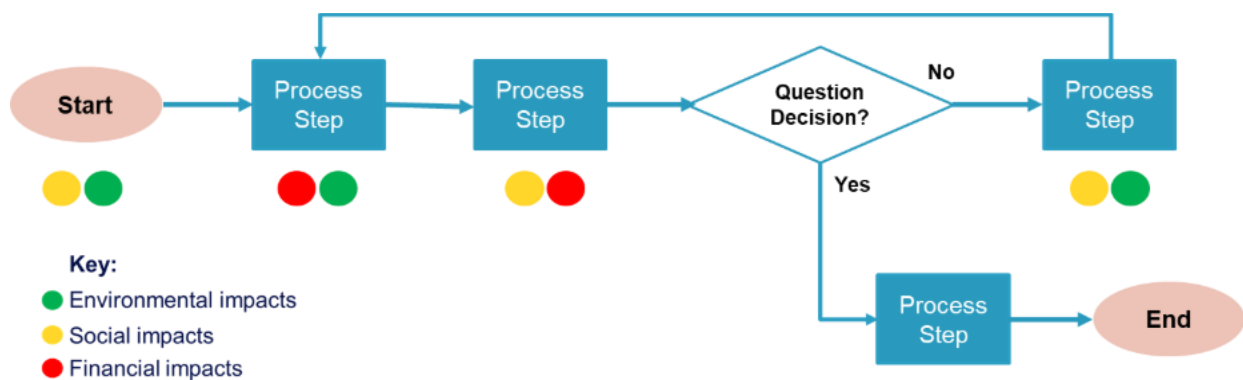 Start
Process
Step
Process
Step
Question
Decision?
No
Process
Step
Yes
Key:
Environmental impacts
Social impacts
Financial impacts
Process
Step
End